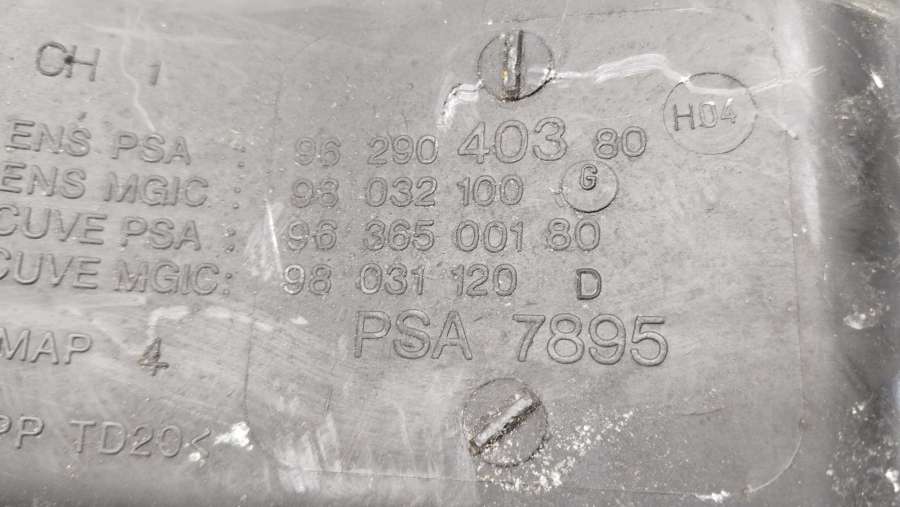 CH 1
H04
ENS PSA : 96 290 403 80
ENS MGIC : 98 032 100 G
CUVE PSA : 96 365 001 80
CUVE MGIC : 98 031 120 D
PSA 7895
MAP 4
PP TD20<